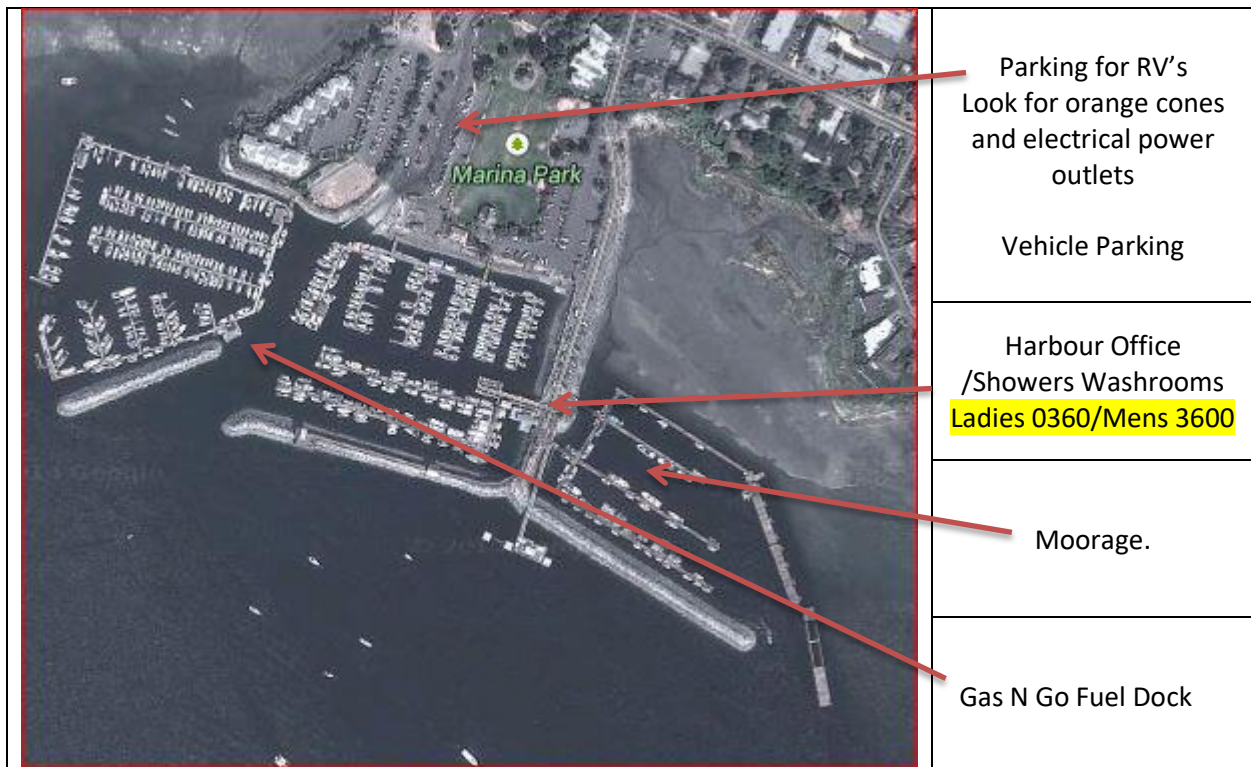 Parking for RV's
Look for orange cones
and electrical power
outlets
Vehicle Parking
Marina Park
Harbour Office
/Showers Washrooms
Ladies 0360/Mens 3600
Moorage.
Gas N Go Fuel Dock